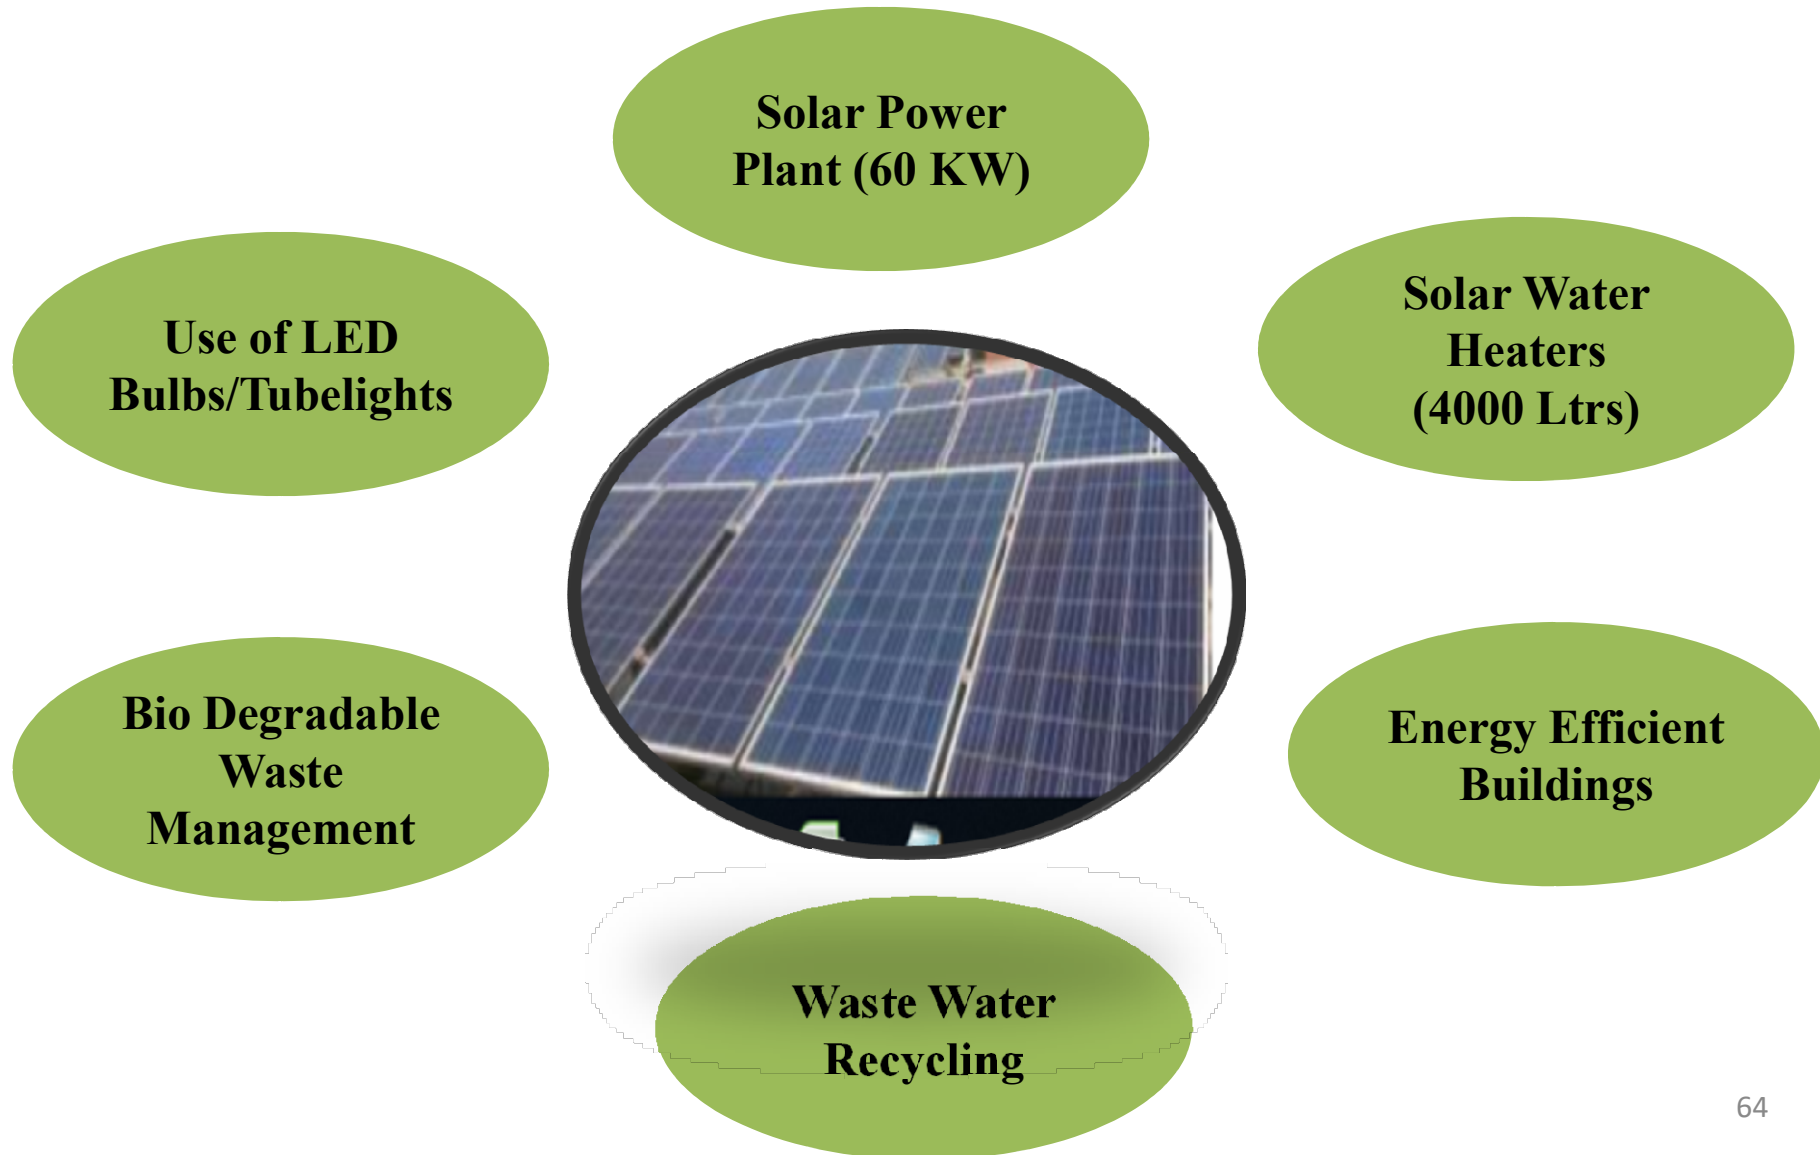 Solar Power
Plant (60 KW)
Solar Water
Heaters
(4000 Ltrs)
Use of LED
Bulbs/Tubelights
Bio Degradable
Waste
Management
Energy Efficient
Buildings
Waste Water
Recycling
64